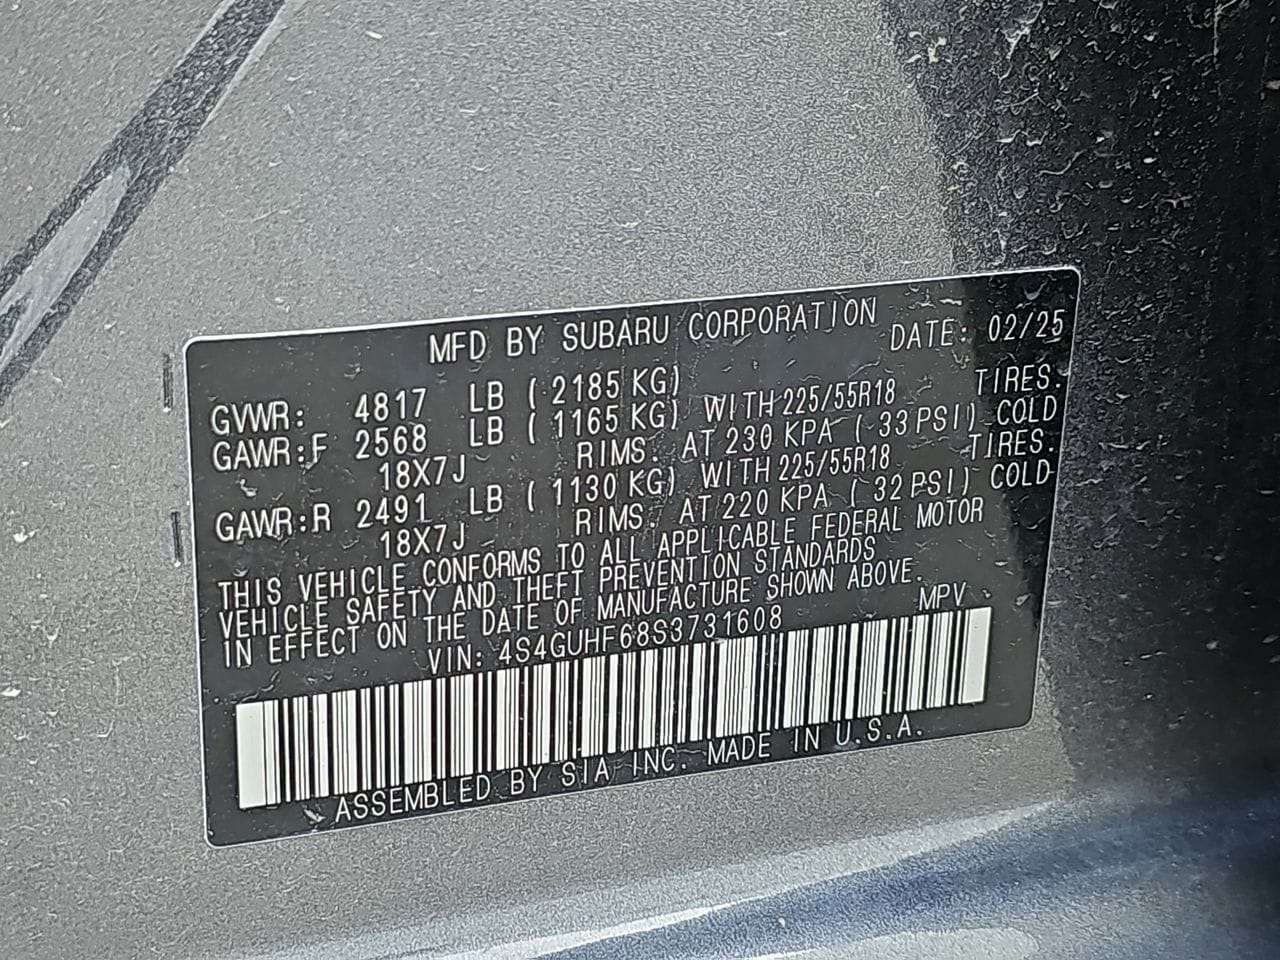 MFD BY SUBARU CORPORATION
DATE: 02/25
GVWR: 4817 LB ( 2185 KG)
GAWR:F 2568 LB ( 1165 KG) WITH 225/55R18 TIRES.
18X7J RIMS. AT 230 KPA ( 33 PSI) COLD
GAWR:R 2491 LB ( 1130 KG) WITH 225/55R18 TIRES.
18X7J RIMS. AT 220 KPA ( 32 PSI) COLD
THIS VEHICLE CONFORMS TO ALL APPLICABLE FEDERAL MOTOR
VEHICLE SAFETY AND THEFT PREVENTION STANDARDS
IN EFFECT ON THE DATE OF MANUFACTURE SHOWN ABOVE.
VIN: 4S4GUHF68S3731608 MPV
ASSEMBLED BY SIA INC. MADE IN U.S.A.